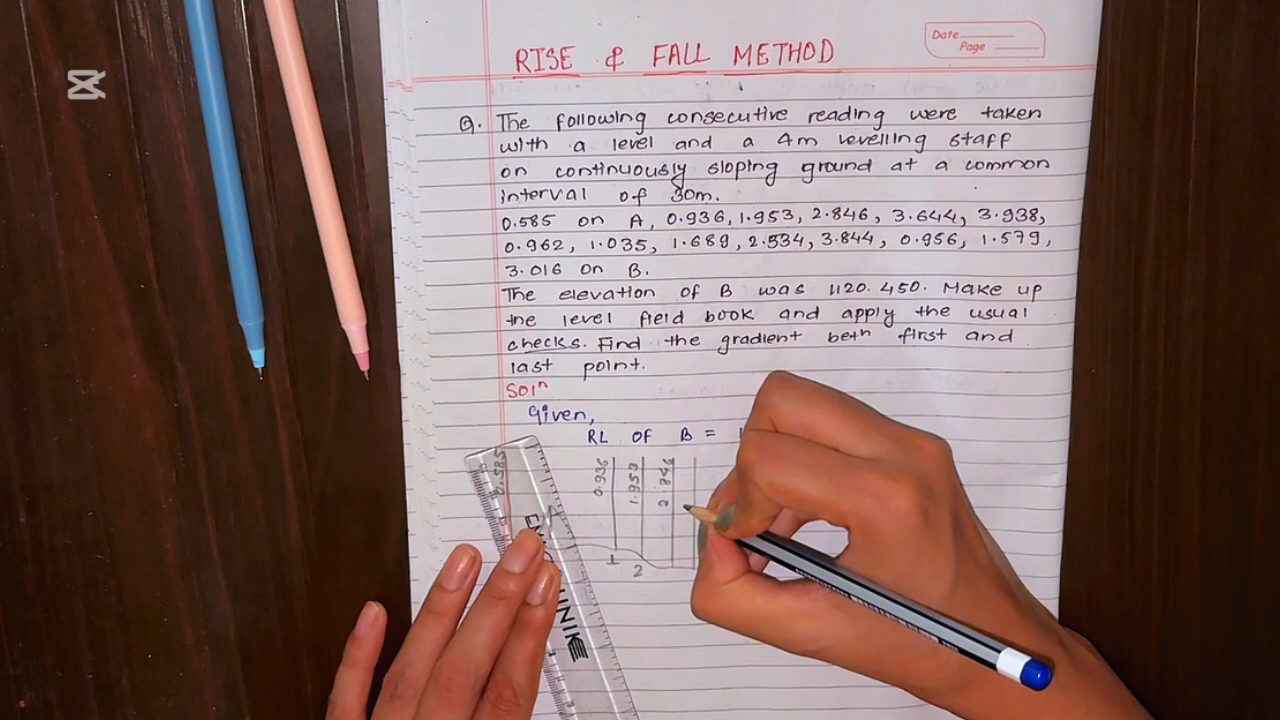 RISE & FALL METHOD
Date
Page
Q. The following consecutive reading were taken
with a level and a 4m levelling staff
on continuously sloping ground at a common
interval of 30m.
0.585 on A, 0.936, 1.953, 2.846, 3.644, 3.938,
0.962, 1.035, 1.689, 2.534, 3.844, 0.956, 1.579,
3.016 on B.
The elevation of B was 1120.450. Make up
the level field book and apply the usual
checks. Find the gradient betn first and
last point.
Soln
Given,
RL OF B =
0.585
0.936
1.953
2.846
1
2